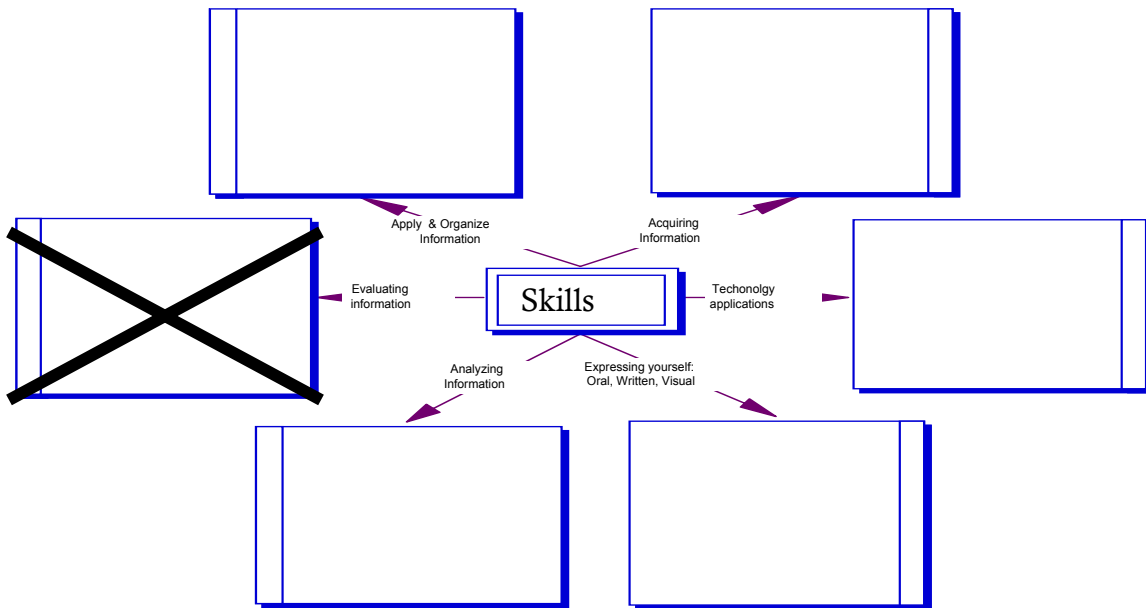 Apply & Organize
Information
Acquiring
Information
Evaluating
information
Skills
Techonolgy
applications
Analyzing
Information
Expressing yourself:
Oral, Written, Visual